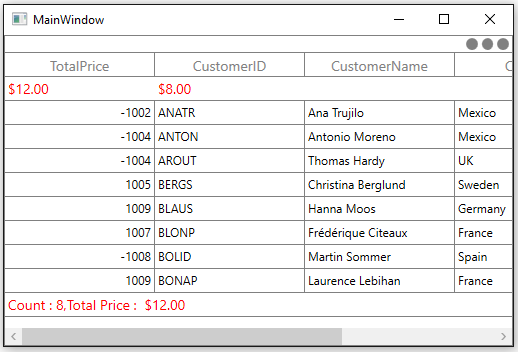 MainWindow
TotalPrice CustomerID CustomerName C
$12.00 $8.00
-1002 ANATR Ana Trujilo Mexico
-1004 ANTON Antonio Moreno Mexico
-1004 AROUT Thomas Hardy UK
1005 BERGS Christina Berglund Sweden
1009 BLAUS Hanna Moos Germany
1007 BLONP Frédérique Citeaux France
-1008 BOLID Martin Sommer Spain
1009 BONAP Laurence Lebihan France
Count : 8,Total Price : $12.00